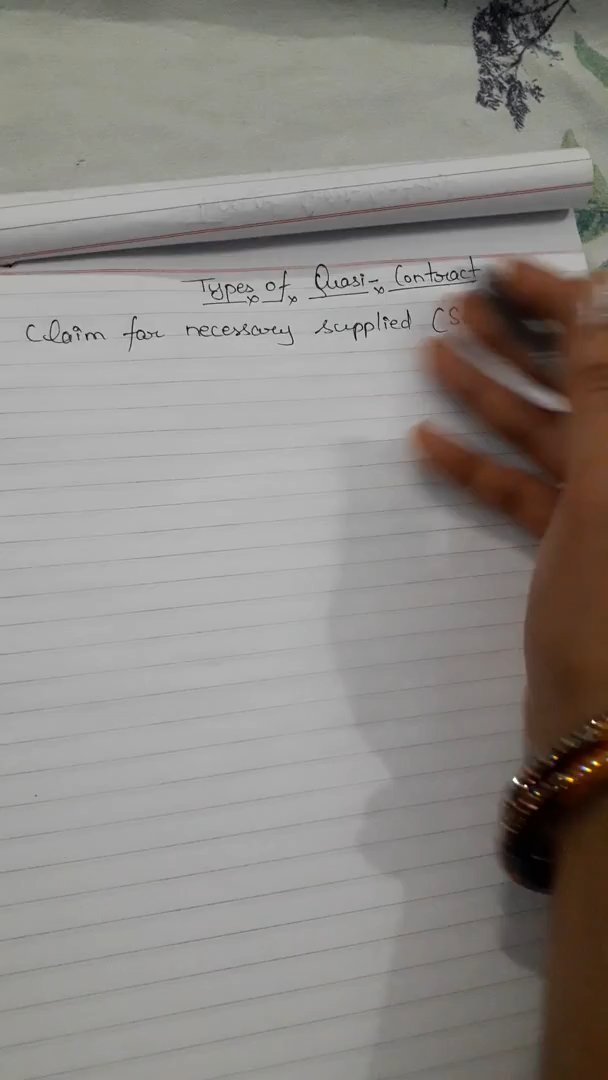 Types of Quasi-Contract
Claim for necessary supplied (S